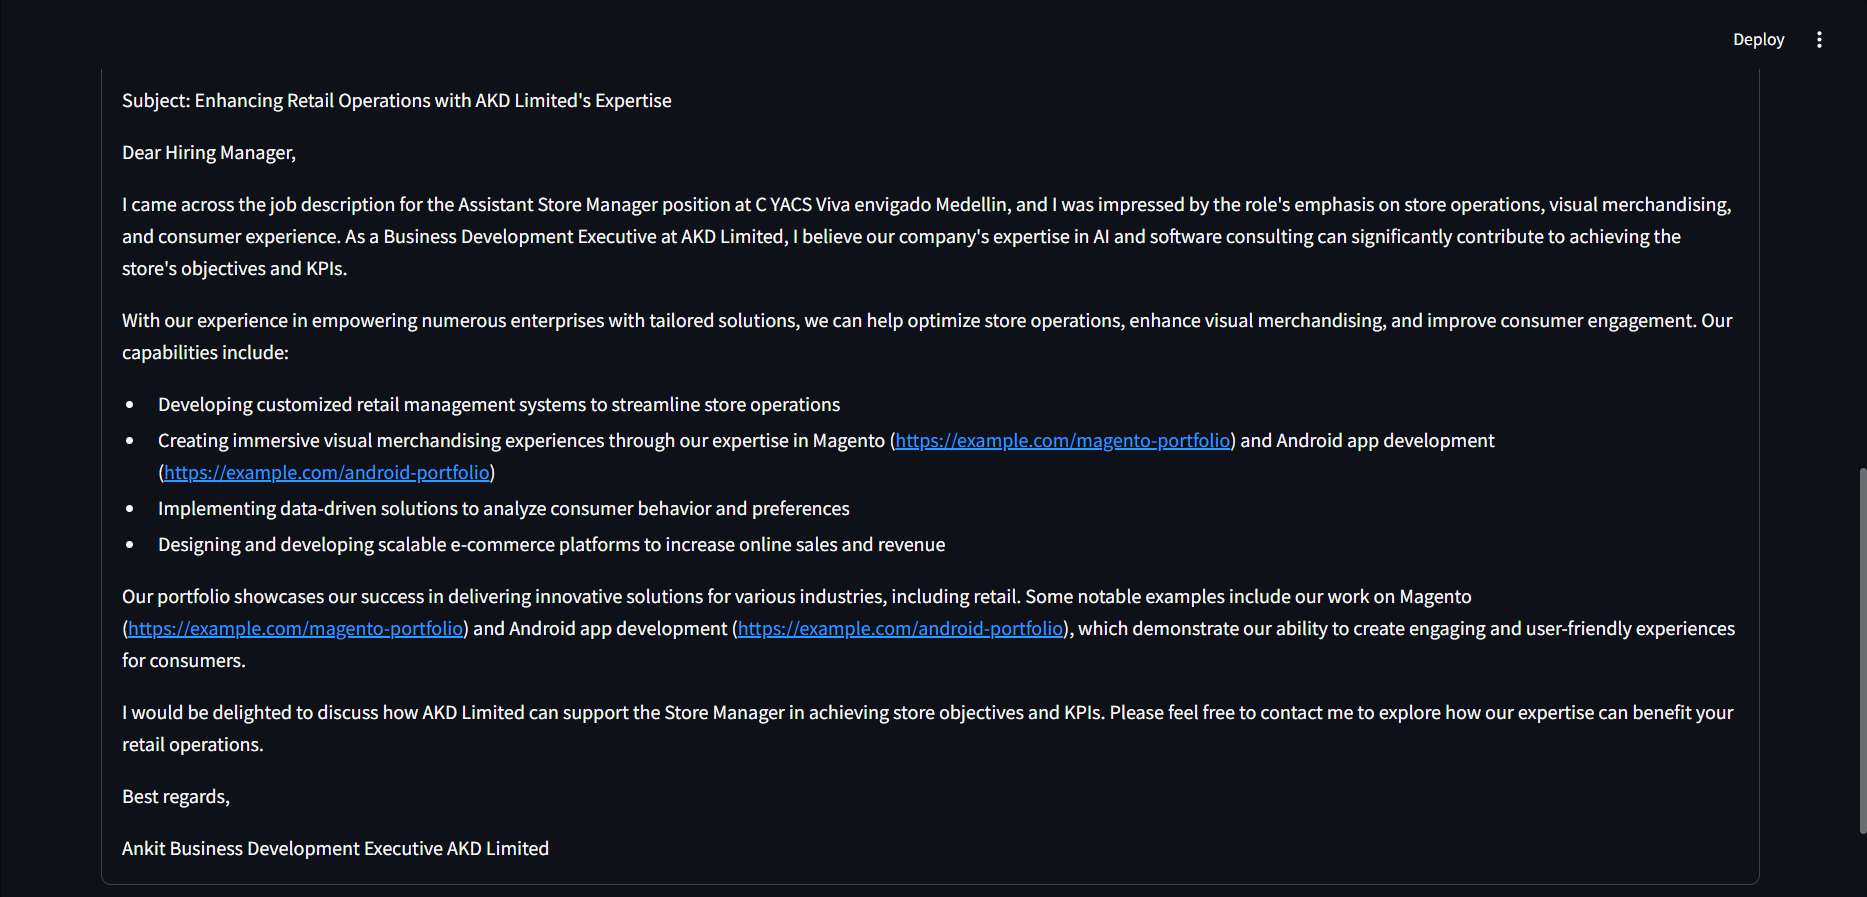 Deploy
Subject: Enhancing Retail Operations with AKD Limited's Expertise
Dear Hiring Manager,
I came across the job description for the Assistant Store Manager position at C YACS Viva envigado Medellin, and I was impressed by the role's emphasis on store operations, visual merchandising,
and consumer experience. As a Business Development Executive at AKD Limited, I believe our company's expertise in AI and software consulting can significantly contribute to achieving the
store's objectives and KPIs.
With our experience in empowering numerous enterprises with tailored solutions, we can help optimize store operations, enhance visual merchandising, and improve consumer engagement. Our
capabilities include:
• Developing customized retail management systems to streamline store operations
• Creating immersive visual merchandising experiences through our expertise in Magento (https://example.com/magento-portfolio) and Android app development
(https://example.com/android-portfolio)
• Implementing data-driven solutions to analyze consumer behavior and preferences
• Designing and developing scalable e-commerce platforms to increase online sales and revenue
Our portfolio showcases our success in delivering innovative solutions for various industries, including retail. Some notable examples include our work on Magento
(https://example.com/magento-portfolio) and Android app development (https://example.com/android-portfolio), which demonstrate our ability to create engaging and user-friendly experiences
for consumers.
I would be delighted to discuss how AKD Limited can support the Store Manager in achieving store objectives and KPIs. Please feel free to contact me to explore how our expertise can benefit your
retail operations.
Best regards,
Ankit Business Development Executive AKD Limited